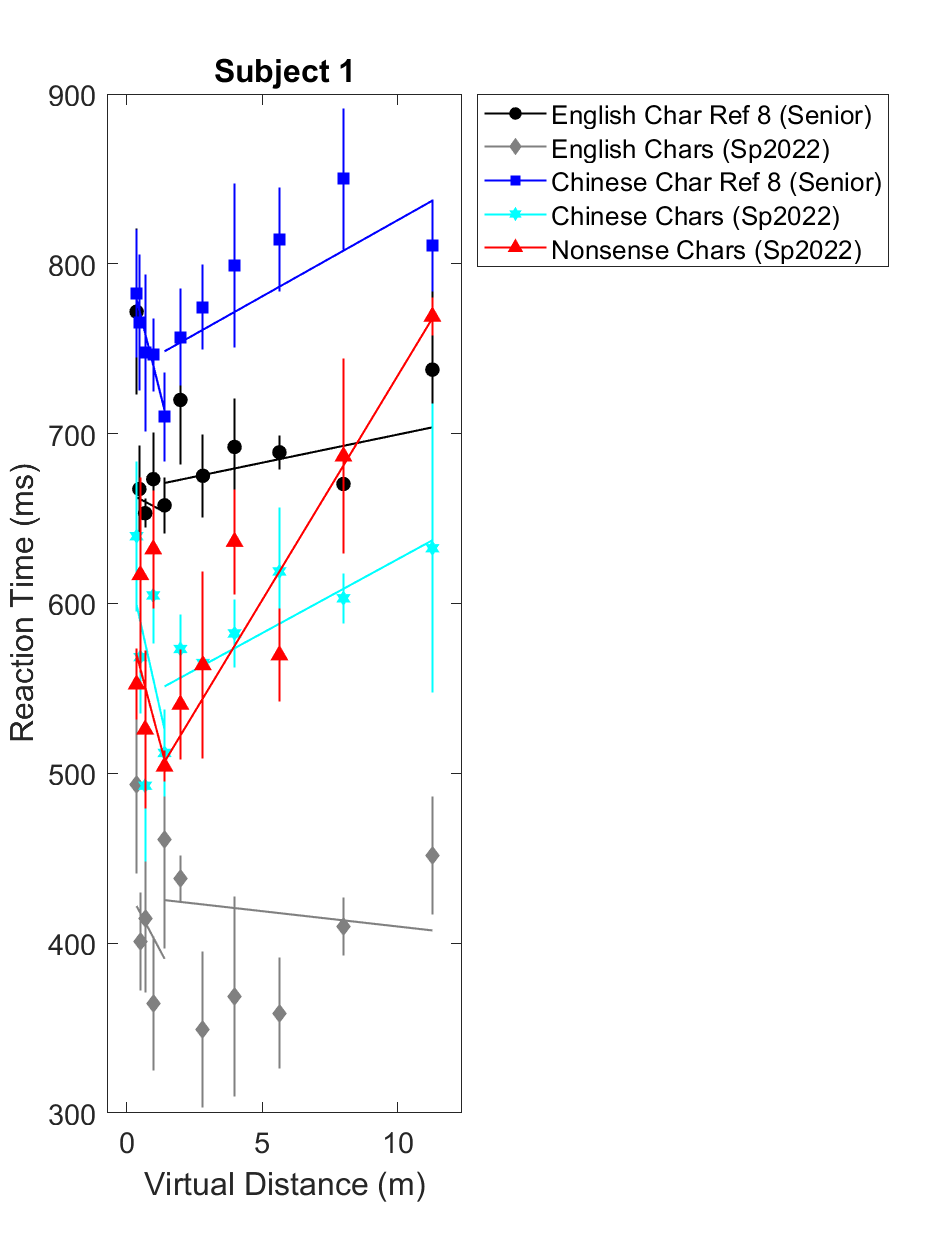 Subject 1
900
800
700
600
500
400
300
0
5
10
Reaction Time (ms)
Virtual Distance (m)
English Char Ref 8 (Senior)
English Chars (Sp2022)
Chinese Char Ref 8 (Senior)
Chinese Chars (Sp2022)
Nonsense Chars (Sp2022)